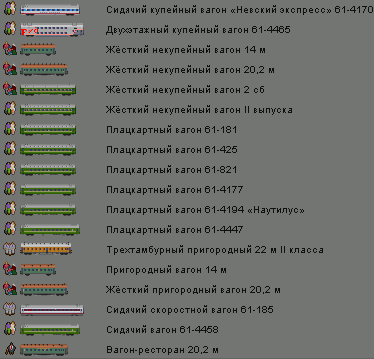 Сидячий купейный вагон «Невский экспресс» 61-4170
Двухэтажный купейный вагон 61-4465
Жёсткий некупейный вагон 14 м
Жёсткий некупейный вагон 20,2 м
Жёсткий некупейный вагон 2 сб
Жёсткий некупейный вагон II выпуска
Плацкартный вагон 61-181
Плацкартный вагон 61-425
Плацкартный вагон 61-821
Плацкартный вагон 61-4177
Плацкартный вагон 61-4194 «Наутилус»
Плацкартный вагон 61-4447
Трехтамбурный пригородный 22 м II класса
Пригородный вагон 14 м
Жёсткий пригородный вагон 20,2 м
Сидячий скоростной вагон 61-185
Сидячий вагон 61-4458
Вагон-ресторан 20,2 м